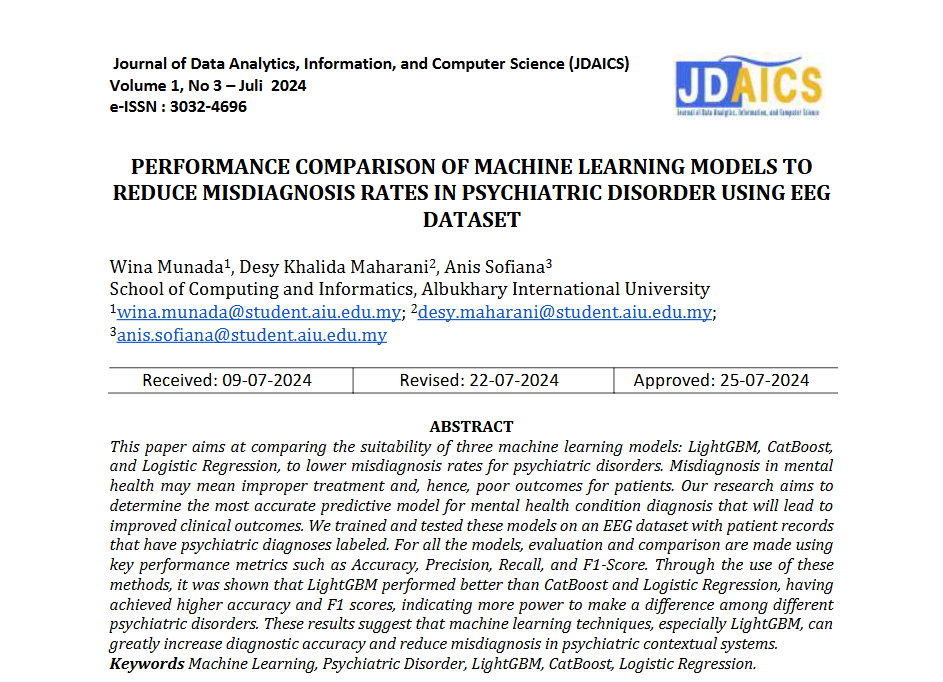 Journal of Data Analytics, Information, and Computer Science (JDAICS)
Volume 1, No 3 – Juli 2024
e-ISSN : 3032-4696
JDAICS
Journal of Data Analytics, Information, and Computer Science
PERFORMANCE COMPARISON OF MACHINE LEARNING MODELS TO
REDUCE MISDIAGNOSIS RATES IN PSYCHIATRIC DISORDER USING EEG
DATASET
Wina Munada¹, Desy Khalida Maharani², Anis Sofiana³
School of Computing and Informatics, Albukhary International University
¹wina.munada@student.aiu.edu.my; ²desy.maharani@student.aiu.edu.my;
³anis.sofiana@student.aiu.edu.my
Received: 09-07-2024 Revised: 22-07-2024 Approved: 25-07-2024
ABSTRACT
This paper aims at comparing the suitability of three machine learning models: LightGBM, CatBoost,
and Logistic Regression, to lower misdiagnosis rates for psychiatric disorders. Misdiagnosis in mental
health may mean improper treatment and, hence, poor outcomes for patients. Our research aims to
determine the most accurate predictive model for mental health condition diagnosis that will lead to
improved clinical outcomes. We trained and tested these models on an EEG dataset with patient records
that have psychiatric diagnoses labeled. For all the models, evaluation and comparison are made using
key performance metrics such as Accuracy, Precision, Recall, and F1-Score. Through the use of these
methods, it was shown that LightGBM performed better than CatBoost and Logistic Regression, having
achieved higher accuracy and F1 scores, indicating more power to make a difference among different
psychiatric disorders. These results suggest that machine learning techniques, especially LightGBM, can
greatly increase diagnostic accuracy and reduce misdiagnosis in psychiatric contextual systems.
Keywords Machine Learning, Psychiatric Disorder, LightGBM, CatBoost, Logistic Regression.